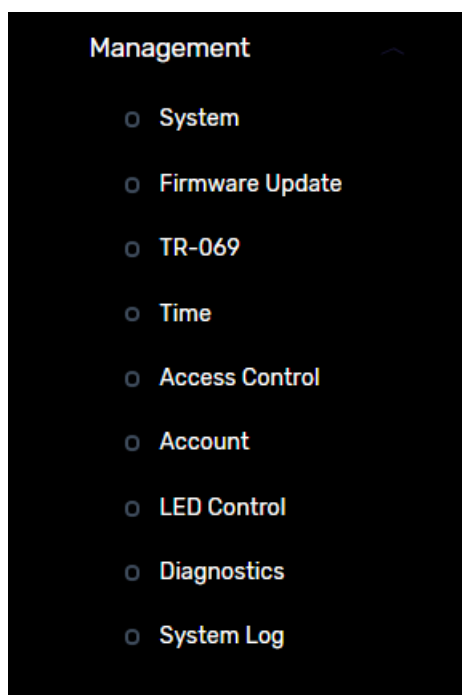 Management
System
Firmware Update
TR-069
Time
Access Control
Account
LED Control
Diagnostics
System Log